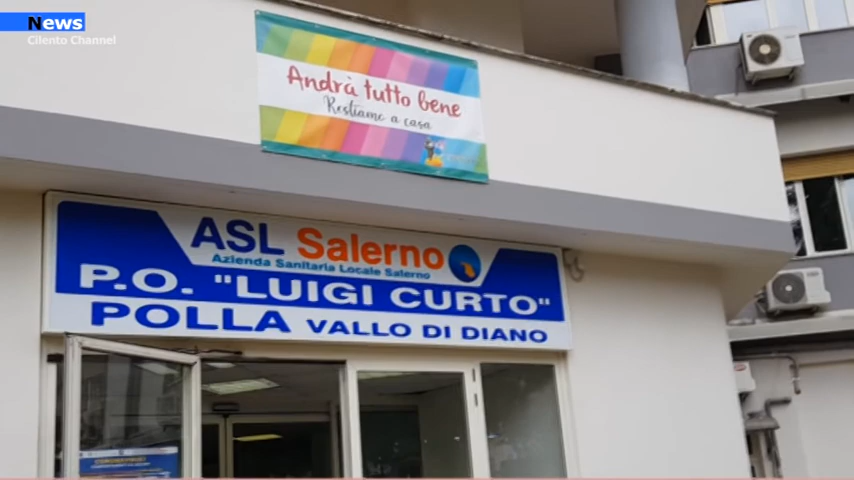 News
Cilento Channel
Andrà tutto bene
Restiamo a casa
ASL Salerno
Azienda Sanitaria Locale Salerno
P.O. "LUIGI CURTO"
POLLA VALLO DI DIANO